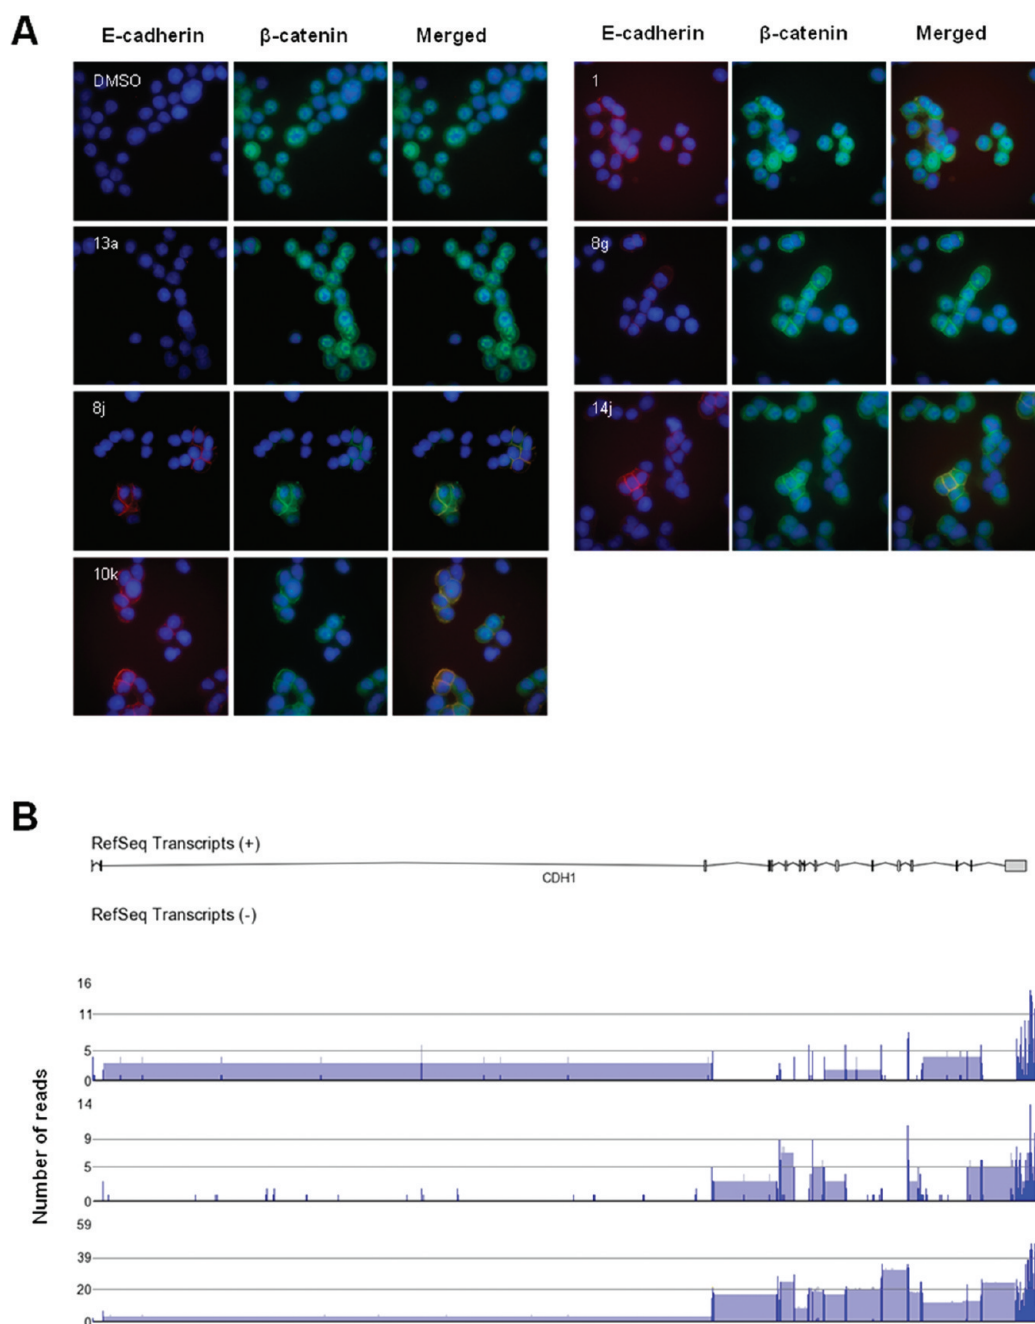 A
E-cadherin β-catenin Merged
E-cadherin β-catenin Merged
DMSO
1
13a
8g
8j
14j
10k
B
RefSeq Transcripts (+)
CDH1
RefSeq Transcripts (-)
Number of reads
16
11
5
0
14
9
5
0
59
39
20
0